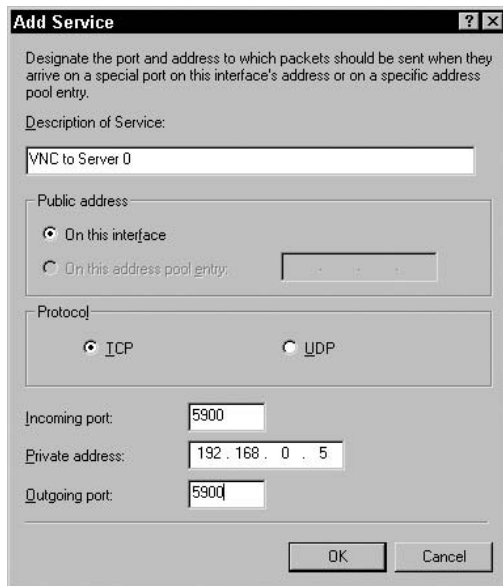 Add Service
Designate the port and address to which packets should be sent when they
arrive on a special port on this interface's address or on a specific address
pool entry.
Description of Service:
VNC to Server 0
Public address
On this interface
On this address pool entry:
. . .
Protocol
TCP
UDP
Incoming port: 5900
Private address: 192 . 168 . 0 . 5
Outgoing port: 5900
OK Cancel